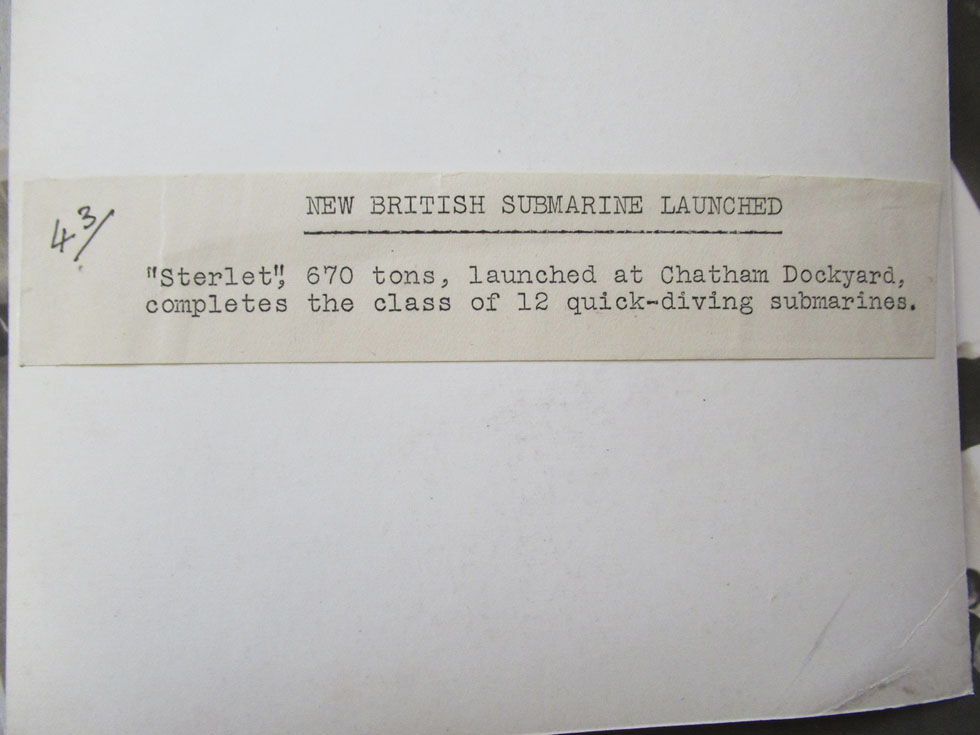 43/
NEW BRITISH SUBMARINE LAUNCHED
"Sterlet", 670 tons, launched at Chatham Dockyard,
completes the class of 12 quick-diving submarines.